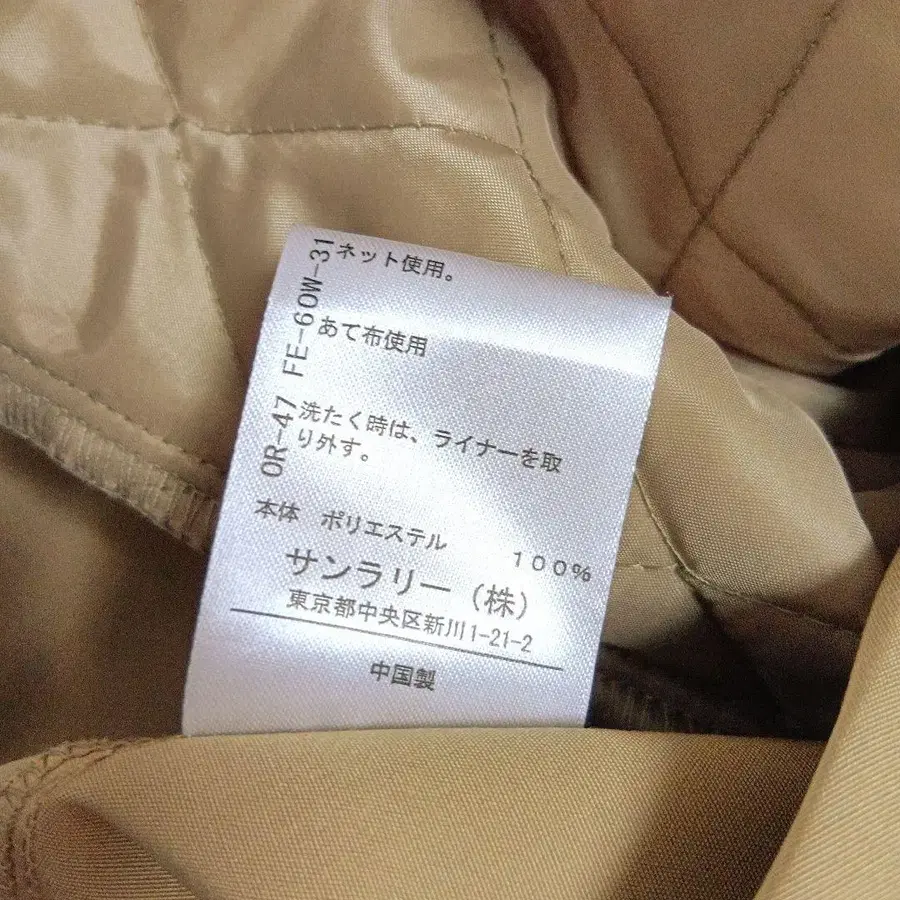 OR-47 FE-60W-31
ネット使用。
あて布使用
洗たく時は、ライナーを取
り外す。
本体 ポリエステル 100%
サンラリー(株)
東京都中央区新川1-21-2
中国製